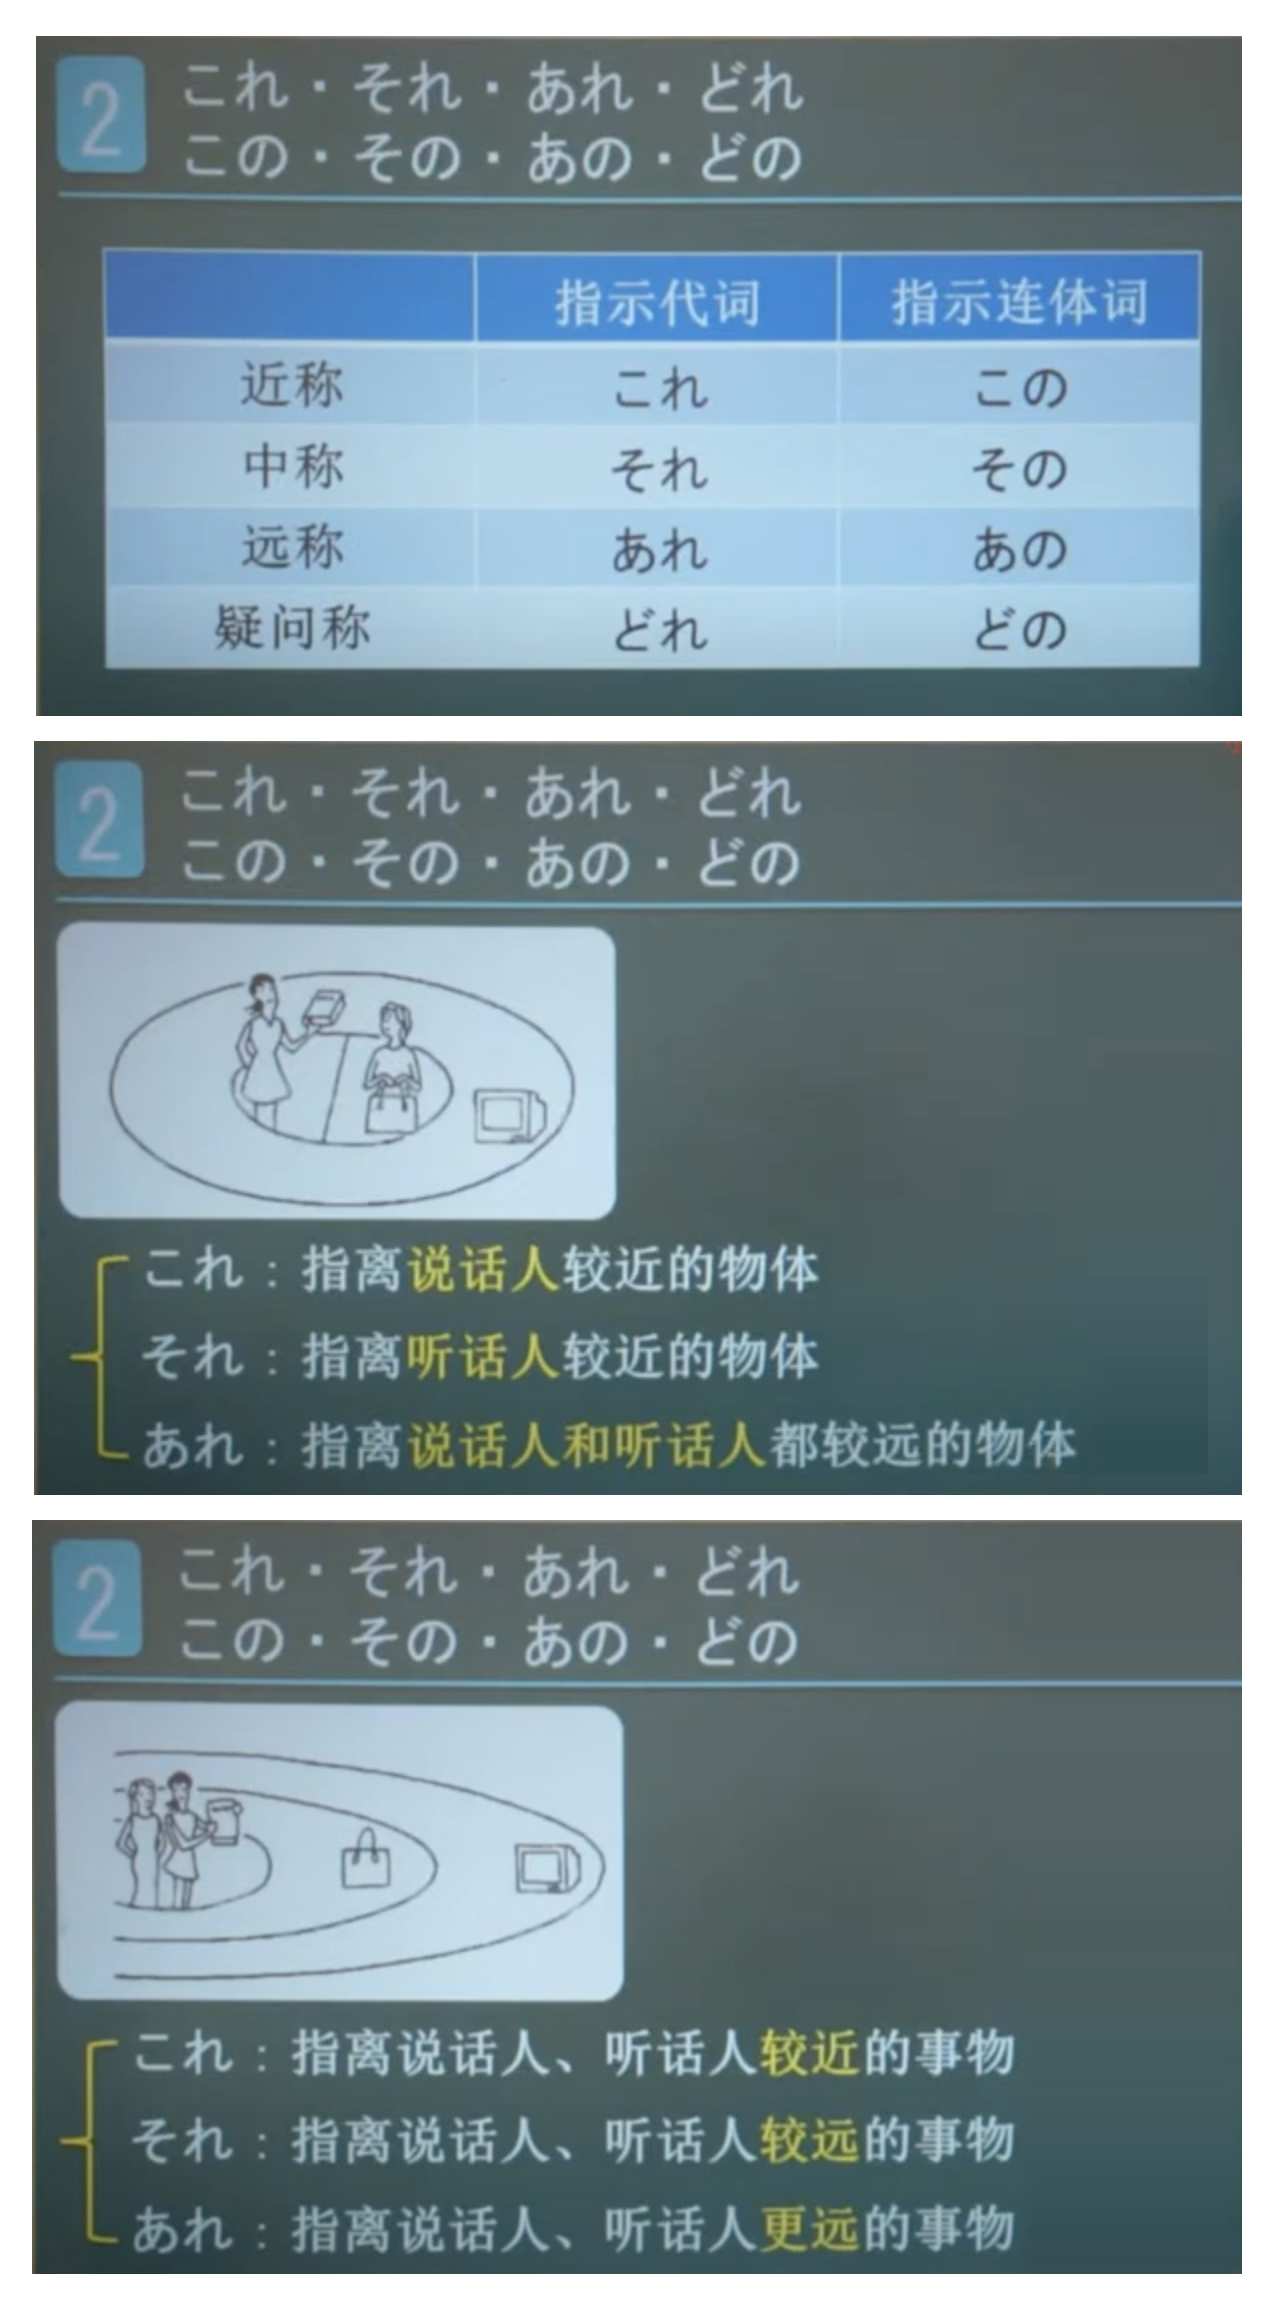 2
これ・それ・あれ・どれ
この・その・あの・どの
指示代词 指示连体词
近称 これ この
中称 それ その
远称 あれ あの
疑问称 どれ どの
2
これ・それ・あれ・どれ
この・その・あの・どの
これ：指离说话人较近的物体
それ：指离听话人较近的物体
あれ：指离说话人和听话人都较远的物体
2
これ・それ・あれ・どれ
この・その・あの・どの
これ：指离说话人、听话人较近的事物
それ：指离说话人、听话人较远的事物
あれ：指离说话人、听话人更远的事物